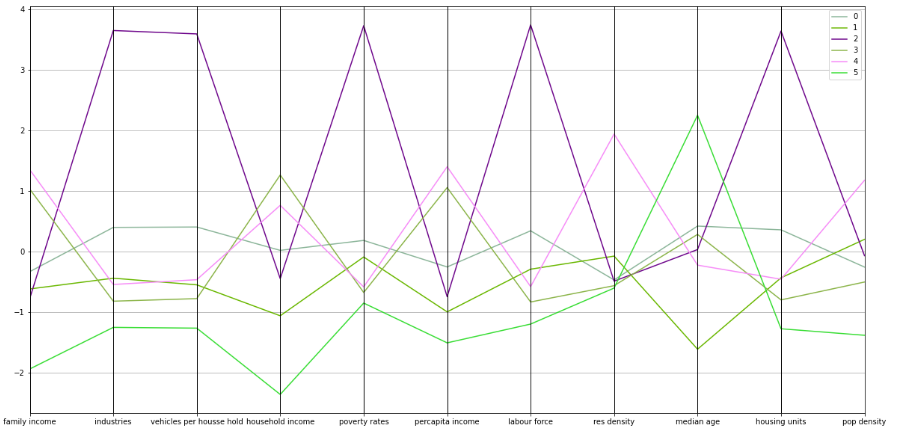 4
3
2
1
0
−1
−2
0
1
2
3
4
5
family income
industries
vehicles per housse hold
household income
poverty rates
percapita income
labour force
res density
median age
housing units
pop density